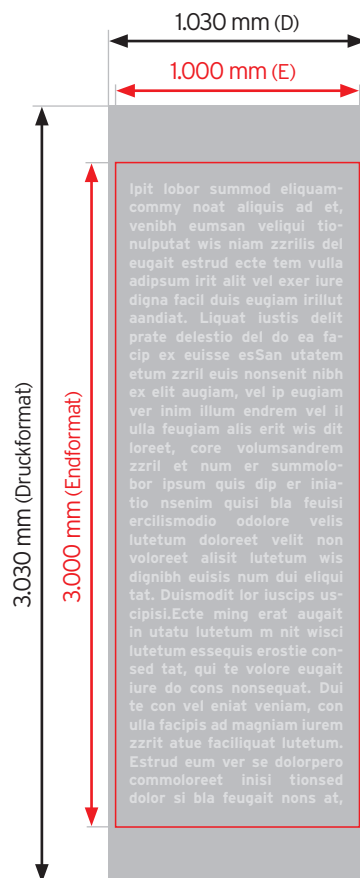 1.030 mm (D)
1.000 mm (E)
3.030 mm (Druckformat)
3.000 mm (Endformat)
Ipit lobor summod eliquam-
commy noat aliquis ad et,
venibh eumsan veliqui tio-
nulputat wis niam zzrilis del
eugait estrud ecte tem vulla
adipsum irit alit vel exer iure
digna facil duis eugiam irillut
aandiat. Liquat iustis delit
prate delestio del do ea fa-
cip ex euisse esSan utatem
etum zzril euis nonsenit nibh
ex elit augiam, vel ip eugiam
ver inim illum endrem vel il
ulla feugiam alis erit wis dit
loreet, core volumsandrem
zzril et num er summolo-
bor ipsum quis dip er inia-
tio nsenim quisi bla feuisi
ercilismodio odolore velis
lutetum doloreet velit non
voloreet alisit lutetum wis
dignibh euisis num dui eliqui
tat. Duismodit lor iuscips us-
cipisi.Ecte ming erat augait
in utatu lutetum m nit wisci
lutetum essequis erostie con-
sed tat, qui te volore eugait
iure do cons nonsequat. Dui
te con vel eniat veniam, con
ulla facipis ad magniam iurem
zzrit atue faciliquat lutetum.
Estrud eum ver se dolorpero
commoloreet inisi tionsed
dolor si bla feugait nons at,